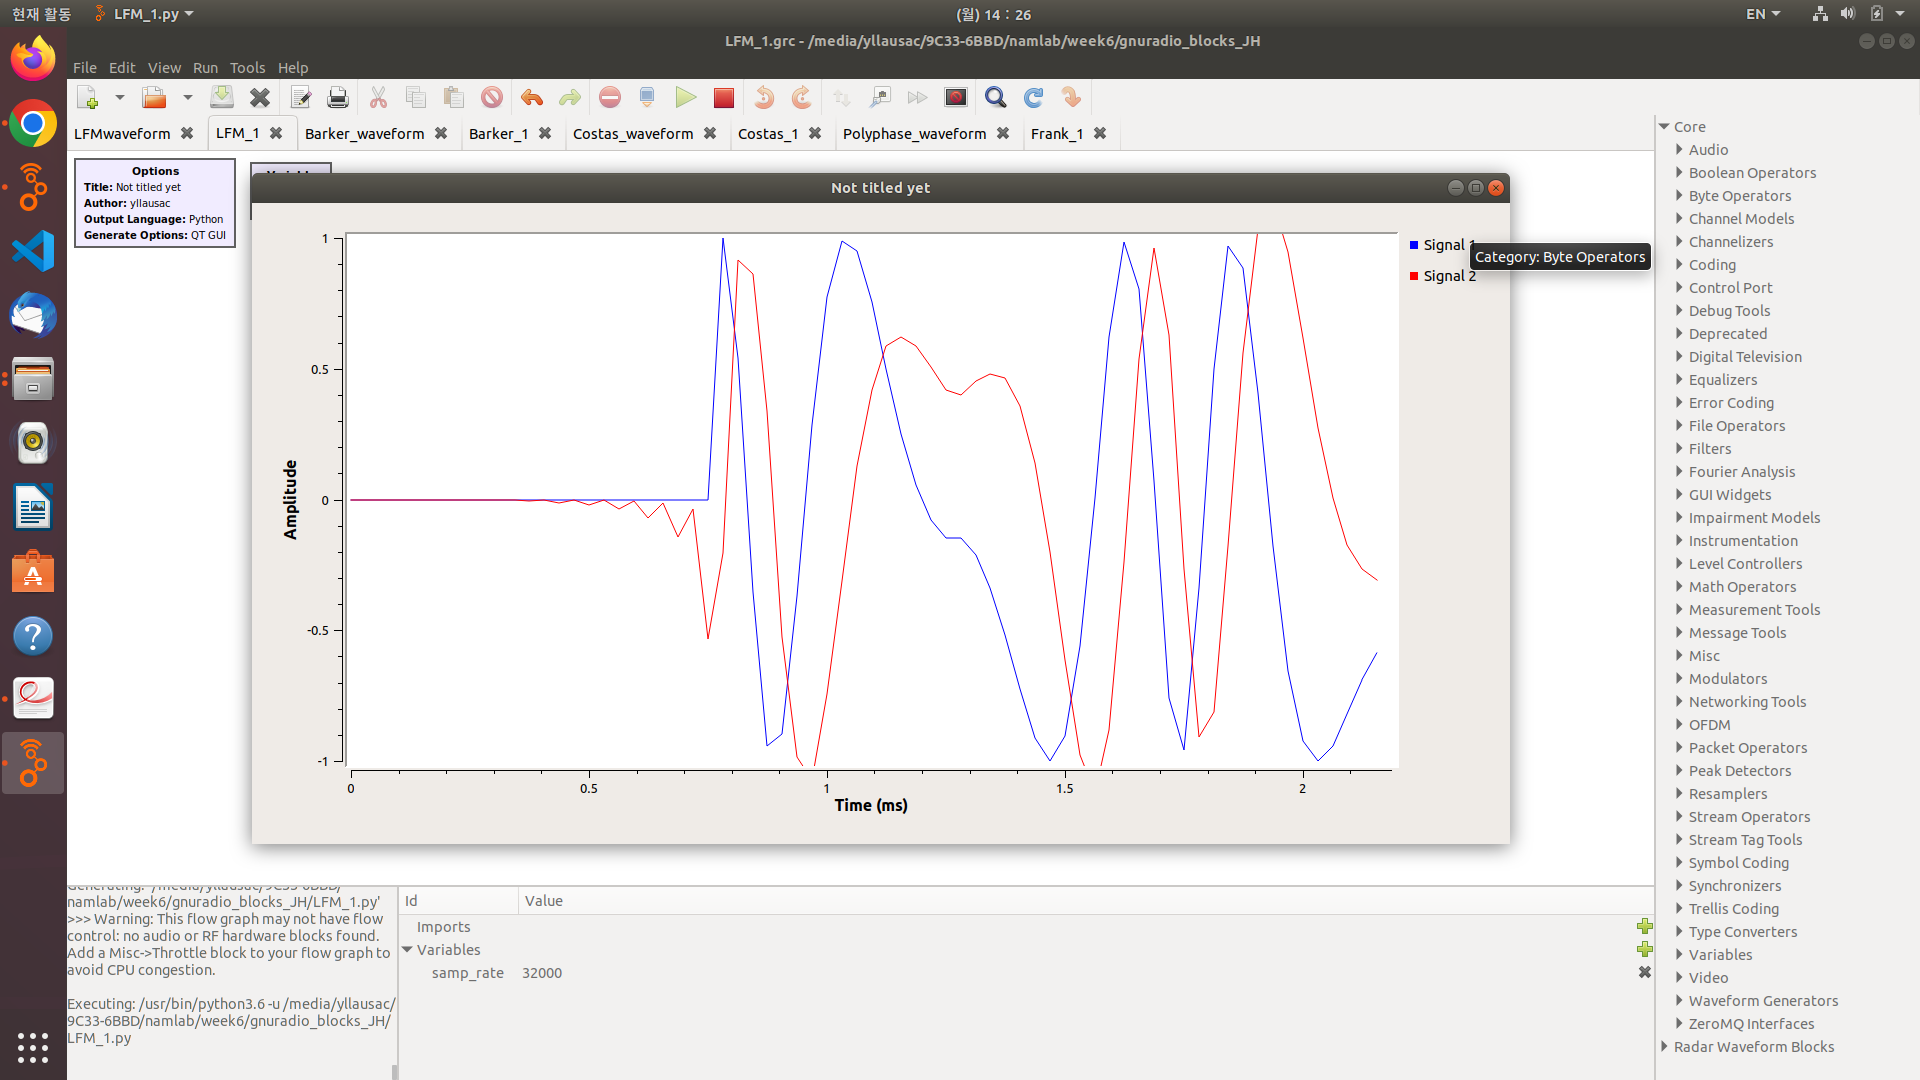 현재 활동
LFM_1.py
(월) 14 : 26
EN
LFM_1.grc - /media/yllausac/9C33-6BBD/namlab/week6/gnuradio_blocks_JH
File Edit View Run Tools Help
LFMwaveform
LFM_1
Barker_waveform
Barker_1
Costas_waveform
Costas_1
Polyphase_waveform
Frank_1
Options
Title: Not titled yet
Author: yllausac
Output Language: Python
Generate Options: QT GUI
Not titled yet
Signal 1
Signal 2
Category: Byte Operators
1
0.5
0
-0.5
-1
Amplitude
0
0.5
1
1.5
2
Time (ms)
Core
Audio
Boolean Operators
Byte Operators
Channel Models
Channelizers
Coding
Control Port
Debug Tools
Deprecated
Digital Television
Equalizers
Error Coding
File Operators
Filters
Fourier Analysis
GUI Widgets
Impairment Models
Instrumentation
Level Controllers
Math Operators
Measurement Tools
Message Tools
Misc
Modulators
Networking Tools
OFDM
Packet Operators
Peak Detectors
Resamplers
Stream Operators
Stream Tag Tools
Symbol Coding
Synchronizers
Trellis Coding
Type Converters
Variables
Video
Waveform Generators
ZeroMQ Interfaces
Radar Waveform Blocks
Generating: '/media/yllausac/9C33-6BBD/
namlab/week6/gnuradio_blocks_JH/LFM_1.py'
>>> Warning: This flow graph may not have flow
control: no audio or RF hardware blocks found.
Add a Misc->Throttle block to your flow graph to
avoid CPU congestion.
Executing: /usr/bin/python3.6 -u /media/yllausac/
9C33-6BBD/namlab/week6/gnuradio_blocks_JH/
LFM_1.py
Id Value
Imports
Variables
samp_rate 32000